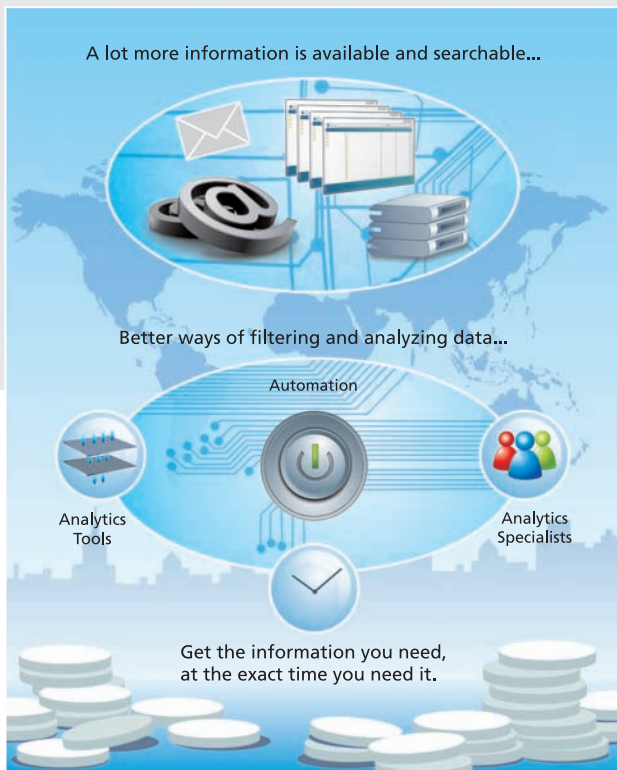 A lot more information is available and searchable...
@
Better ways of filtering and analyzing data...
Automation
Analytics
Tools
Analytics
Specialists
Get the information you need,
at the exact time you need it.